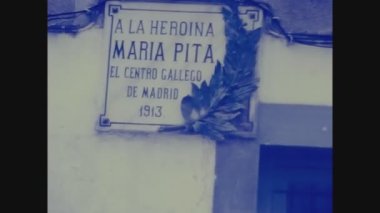 A LA HEROINA
MARIA PITA
EL CENTRO GALLEGO
DE MADRID
1913